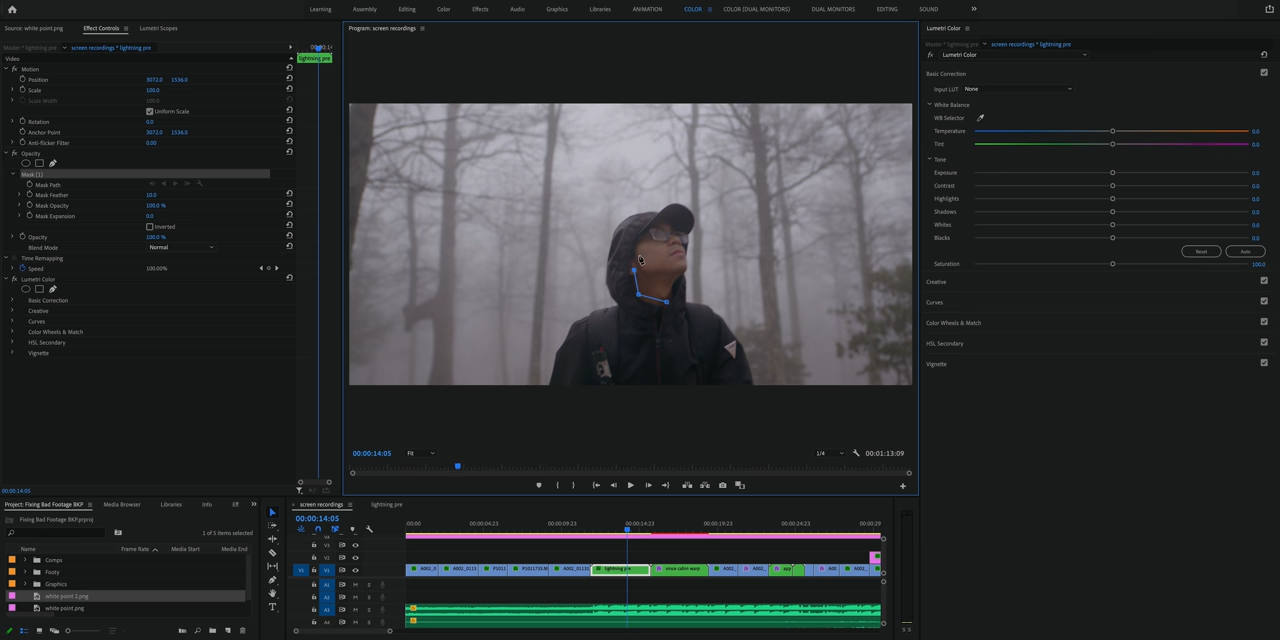 Learning Assembly Editing Color Effects Audio Graphics Libraries ANIMATION COLOR COLOR (DUAL MONITORS) DUAL MONITORS EDITING SOUND
Source: white point.png Effect Controls Lumetri Scopes
Master * lightning pre screen recordings * lightning pre
Video
Motion
Position 3072.0 1536.0
Scale 100.0
Scale Width 100.0
Uniform Scale
Rotation 0.0
Anchor Point 3072.0 1536.0
Anti-flicker Filter 0.00
Opacity
Mask (1)
Mask Path
Mask Feather 10.0
Mask Opacity 100.0 %
Mask Expansion 0.0
Inverted
Opacity 100.0 %
Blend Mode Normal
Time Remapping
Speed 100.00%
Lumetri Color
Basic Correction
Creative
Curves
Color Wheels & Match
HSL Secondary
Vignette
00:00:14:05
lightning pre
Program: screen recordings
00:00:14:05 Fit 1/4 00:01:13:09
Lumetri Color
Master * lightning pre screen recordings * lightning pre
Lumetri Color
Basic Correction
Input LUT None
White Balance
WB Selector
Temperature 0.0
Tint 0.0
Tone
Exposure 0.0
Contrast 0.0
Highlights 0.0
Shadows 0.0
Whites 0.0
Blacks 0.0
Reset Auto
Saturation 100.0
Creative
Curves
Color Wheels & Match
HSL Secondary
Vignette
Project: Fixing Bad Footage BKP Media Browser Libraries Info Eff
Fixing Bad Footage BKP.prproj
1 of 5 items selected
Name Frame Rate Media Start Media End
Comps
Footy
Graphics
white point 2.png
white point.png
screen recordings lightning pre
00:00:14:05
:00:00 00:00:04:23 00:00:09:23 00:00:14:23 00:00:19:23 00:00:24:23 00:00:29
V4
V3
V2
V1 V1
A1 M S
A2 M S
A3 M S
A4 M S
lightning pre
vince cabin warp